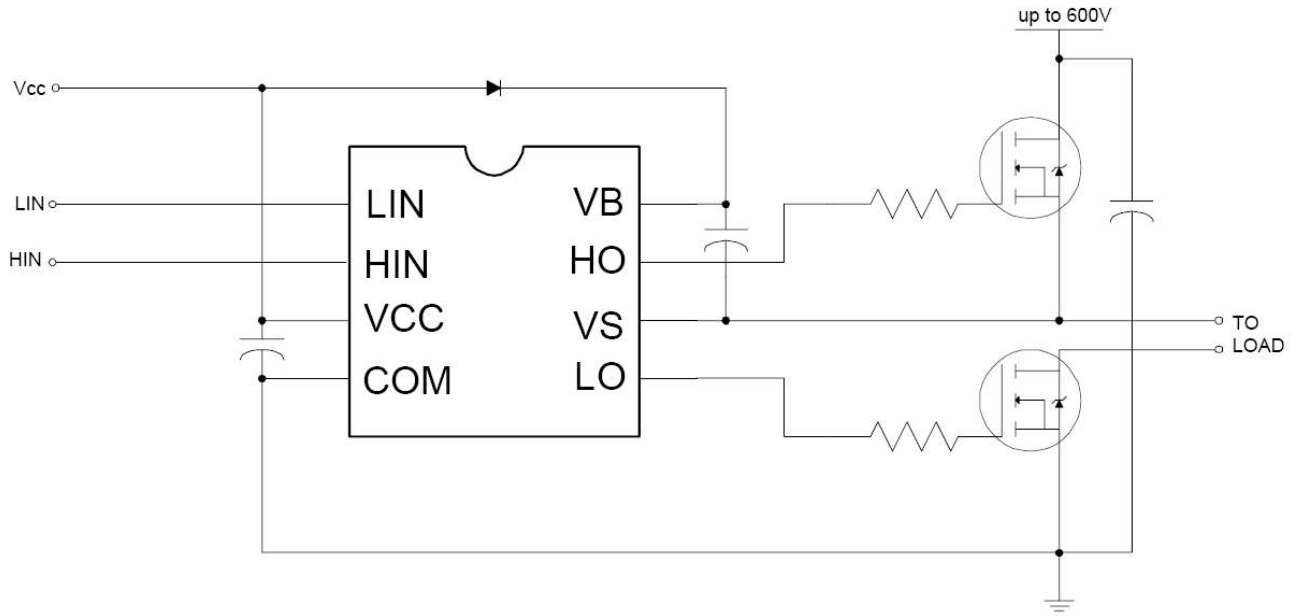 up to 600V
Vcc
LIN
HIN
LIN
HIN
VCC
COM
VB
HO
VS
LO
TO
LOAD